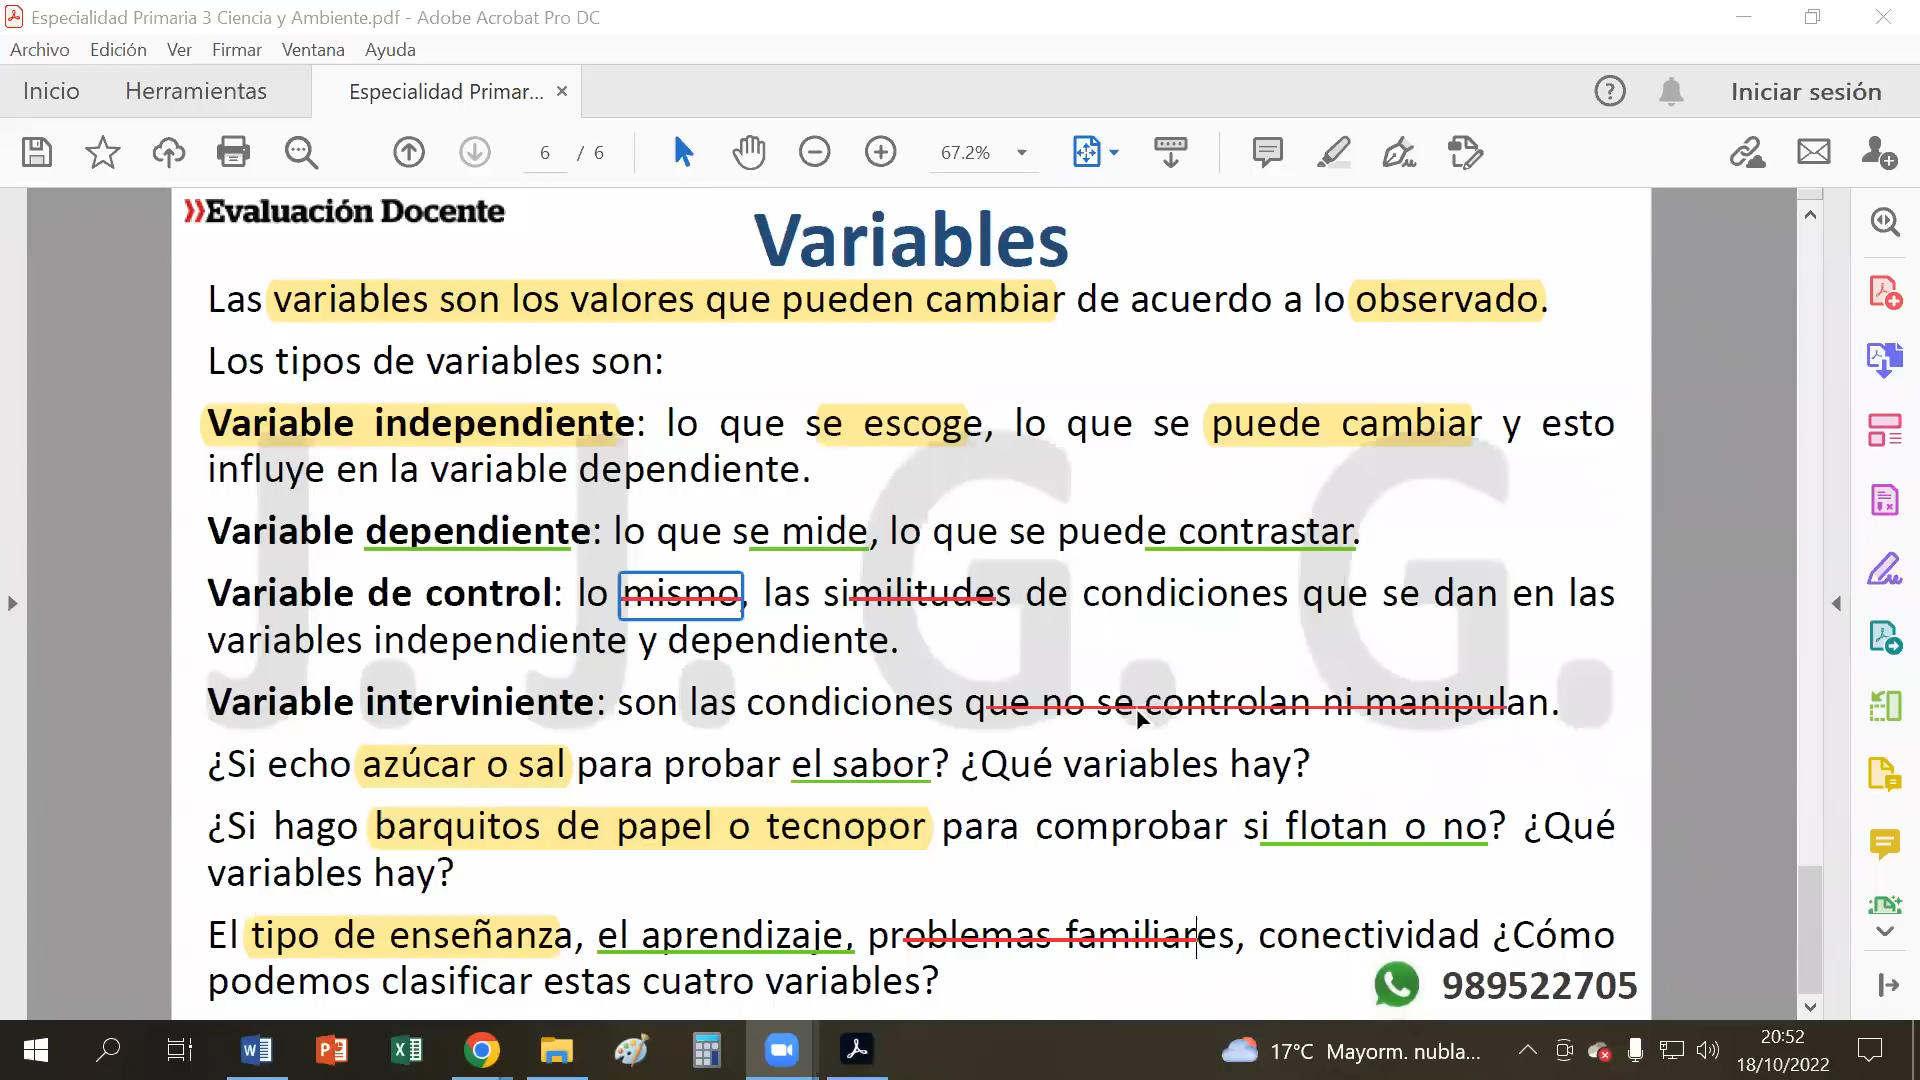 Especialidad Primaria 3 Ciencia y Ambiente.pdf - Adobe Acrobat Pro DC
Archivo Edición Ver Firmar Ventana Ayuda
Inicio Herramientas Especialidad Primar... × Iniciar sesión
6 / 6 67.2%
Evaluación Docente
Variables
Las variables son los valores que pueden cambiar de acuerdo a lo observado.
Los tipos de variables son:
Variable independiente: lo que se escoge, lo que se puede cambiar y esto
influye en la variable dependiente.
Variable dependiente: lo que se mide, lo que se puede contrastar.
Variable de control: lo mismo, las similitudes de condiciones que se dan en las
variables independiente y dependiente.
Variable interviniente: son las condiciones que no se controlan ni manipulan.
¿Si echo azúcar o sal para probar el sabor? ¿Qué variables hay?
¿Si hago barquitos de papel o tecnopor para comprobar si flotan o no? ¿Qué
variables hay?
El tipo de enseñanza, el aprendizaje, problemas familiares, conectividad ¿Cómo
podemos clasificar estas cuatro variables?
989522705
J. J. G. G.
17°C Mayorm. nubla...
20:52
18/10/2022